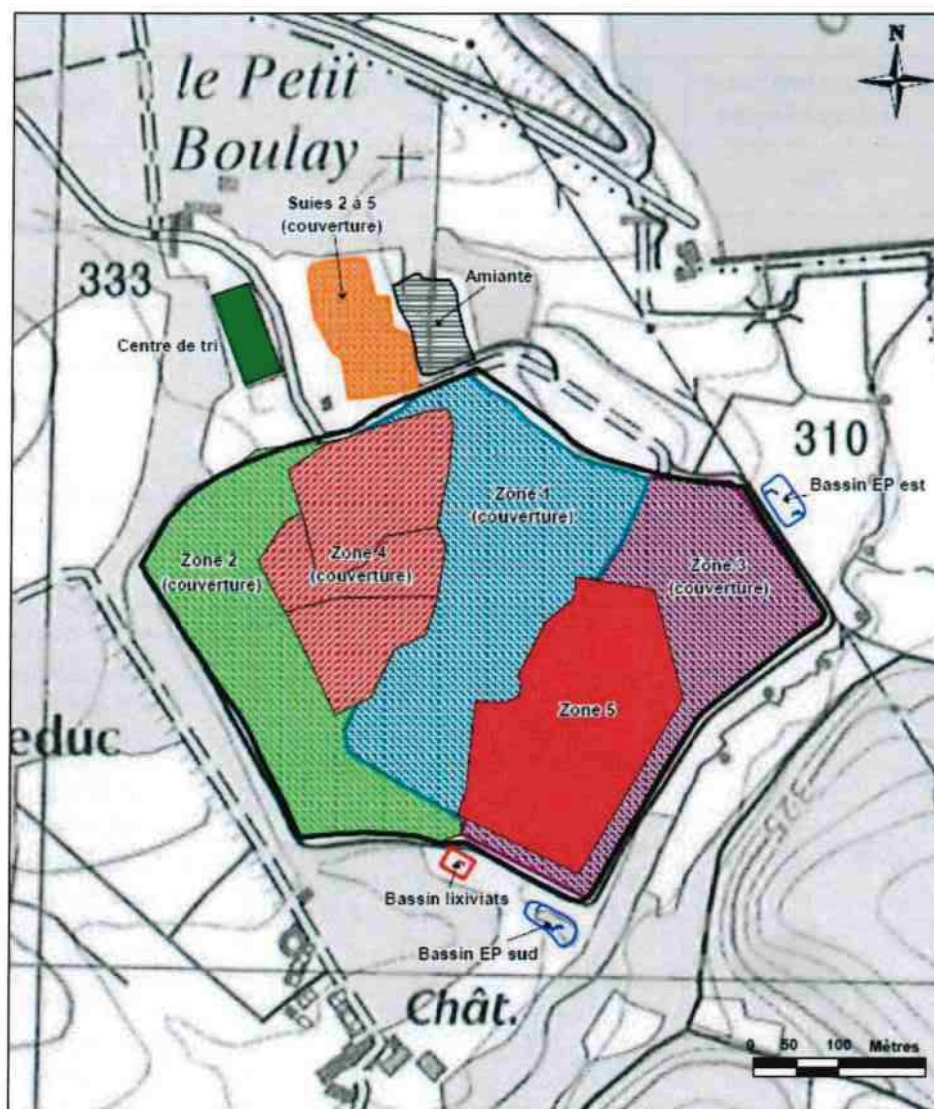 N
le Petit
Boulay
Suies 2 à 5
(couverture)
333
Amiante
Centre de tri
310
Bassin EP est
Zone 1
(couverture)
Zone 2
(couverture)
Zone 4
(couverture)
Zone 3
(couverture)
Zone 5
educ
325
Bassin lixiviats
Bassin EP sud
Chât.
0 50 100 Mètres